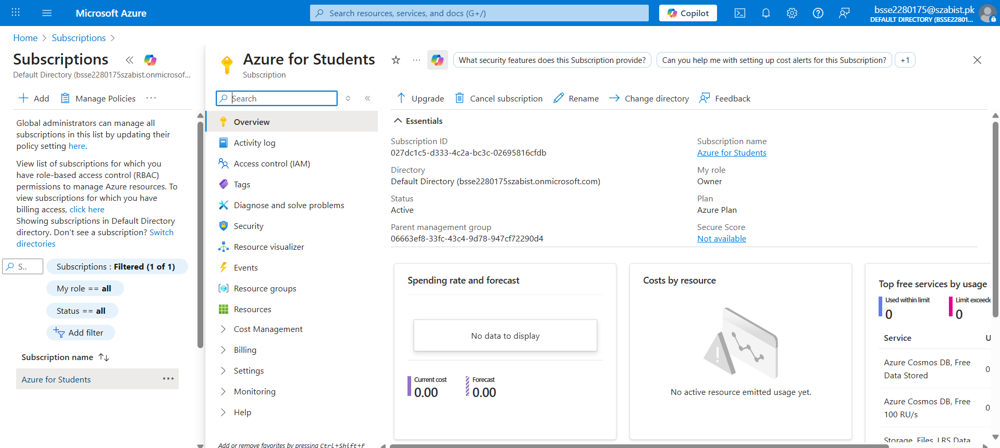 Microsoft Azure
Search resources, services, and docs (G+/)
Copilot
bsse2280175@szabist.pk
DEFAULT DIRECTORY (BSSE22801...
Home
Subscriptions
Subscriptions
Default Directory (bsse2280175szabist.onmicrosof...
Add
Manage Policies
Global administrators can manage all
subscriptions in this list by updating their
policy setting here.
View list of subscriptions for which you
have role-based access control (RBAC)
permissions to manage Azure resources. To
view subscriptions for which you have
billing access, click here
Showing subscriptions in Default Directory
directory. Don't see a subscription? Switch
directories
S..
Subscriptions : Filtered (1 of 1)
My role == all
Status == all
Add filter
Subscription name
Azure for Students
Azure for Students
Subscription
What security features does this Subscription provide?
Can you help me with setting up cost alerts for this Subscription?
+1
Search
Overview
Activity log
Access control (IAM)
Tags
Diagnose and solve problems
Security
Resource visualizer
Events
Resource groups
Resources
Cost Management
Billing
Settings
Monitoring
Help
Add or remove favorites by pressing Ctrl+Shift+F
Upgrade
Cancel subscription
Rename
Change directory
Feedback
Essentials
Subscription ID
027dc1c5-d333-4c2a-bc3c-02695816cfdb
Directory
Default Directory (bsse2280175szabist.onmicrosoft.com)
Status
Active
Parent management group
06663ef8-33fc-43c4-9d78-947cf72290d4
Subscription name
Azure for Students
My role
Owner
Plan
Azure Plan
Secure Score
Not available
Spending rate and forecast
No data to display
Current cost
0.00
Forecast
0.00
Costs by resource
No active resource emitted usage yet.
Top free services by usage
Used within limit
0
Limit exceede
0
Service
U
Azure Cosmos DB, Free
Data Stored
0
Azure Cosmos DB, Free
100 RU/s
0
Storage, Files, LRS Data